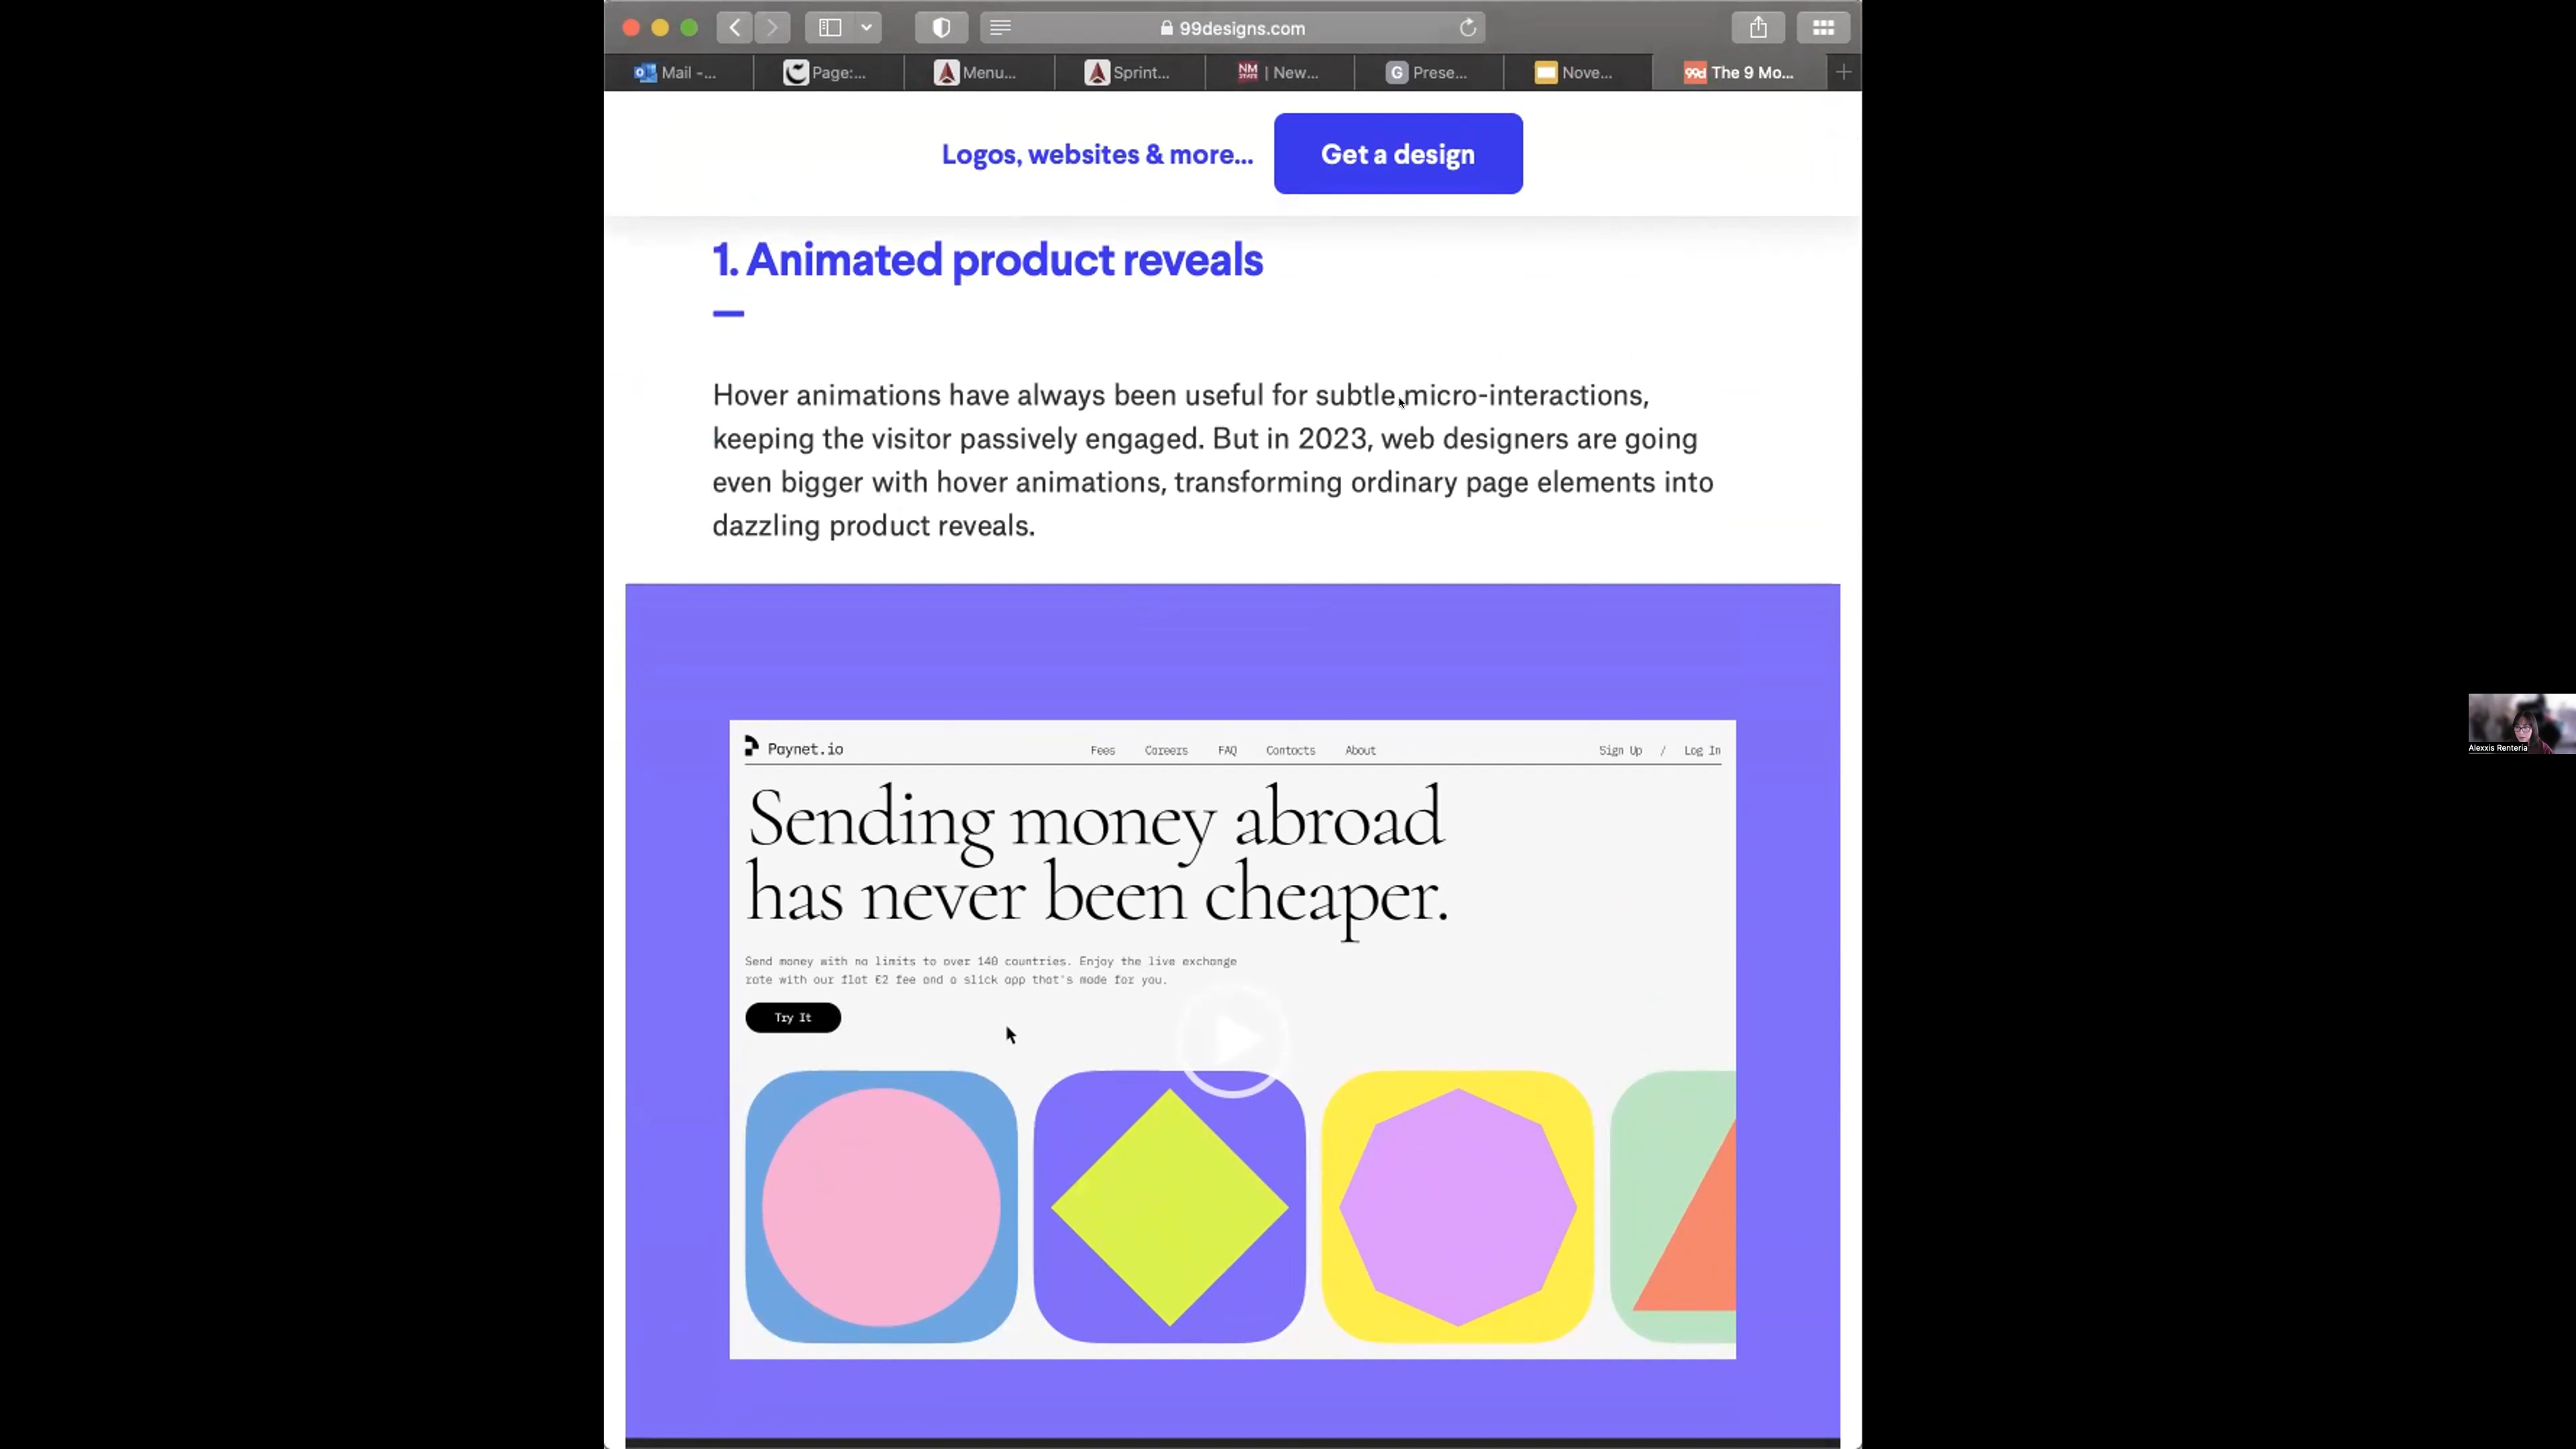 99designs.com
Mail -...
Page:...
Menu...
Sprint...
NM STATE | New...
G Prese...
Nove...
99d The 9 Mo...
Logos, websites & more...
Get a design
1. Animated product reveals
Hover animations have always been useful for subtle micro-interactions,
keeping the visitor passively engaged. But in 2023, web designers are going
even bigger with hover animations, transforming ordinary page elements into
dazzling product reveals.
Paynet.io
Fees Careers FAQ Contacts About
Sign Up / Log In
Sending money abroad
has never been cheaper.
Send money with no limits to over 140 countries. Enjoy the live exchange
rate with our flat £2 fee and a slick app that's made for you.
Try It
Alexxis Renteria